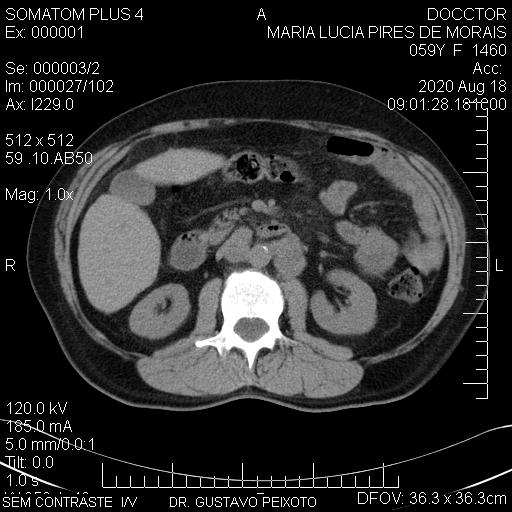 SOMATOM PLUS 4
A
DOCCTOR
Ex: 000001
MARIA LUCIA PIRES DE MORAIS
059Y F 1460
Se: 000003/2
Acc:
Im: 000027/102
2020 Aug 18
Ax: I229.0
512 x 512
59 .10.AB50
Mag: 1.0x
R
L
120.0 kV
185.0 mA
5.0 mm/0.0:1
Tilt: 0.0
1.0 s
SEM CONTRASTE I/V
DR. GUSTAVO PEIXOTO
DFOV: 36.3 x 36.3cm